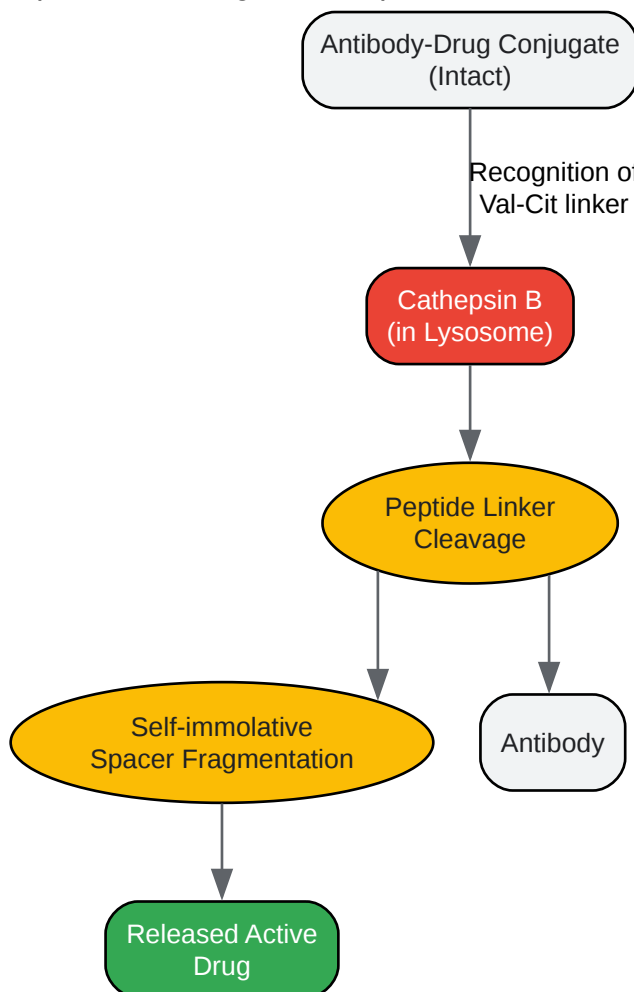 Antibody-Drug Conjugate
(Intact)
Recognition of
Val-Cit linker
Cathepsin B
(in Lysosome)
Peptide Linker
Cleavage
Self-immolative
Spacer Fragmentation
Antibody
Released Active
Drug